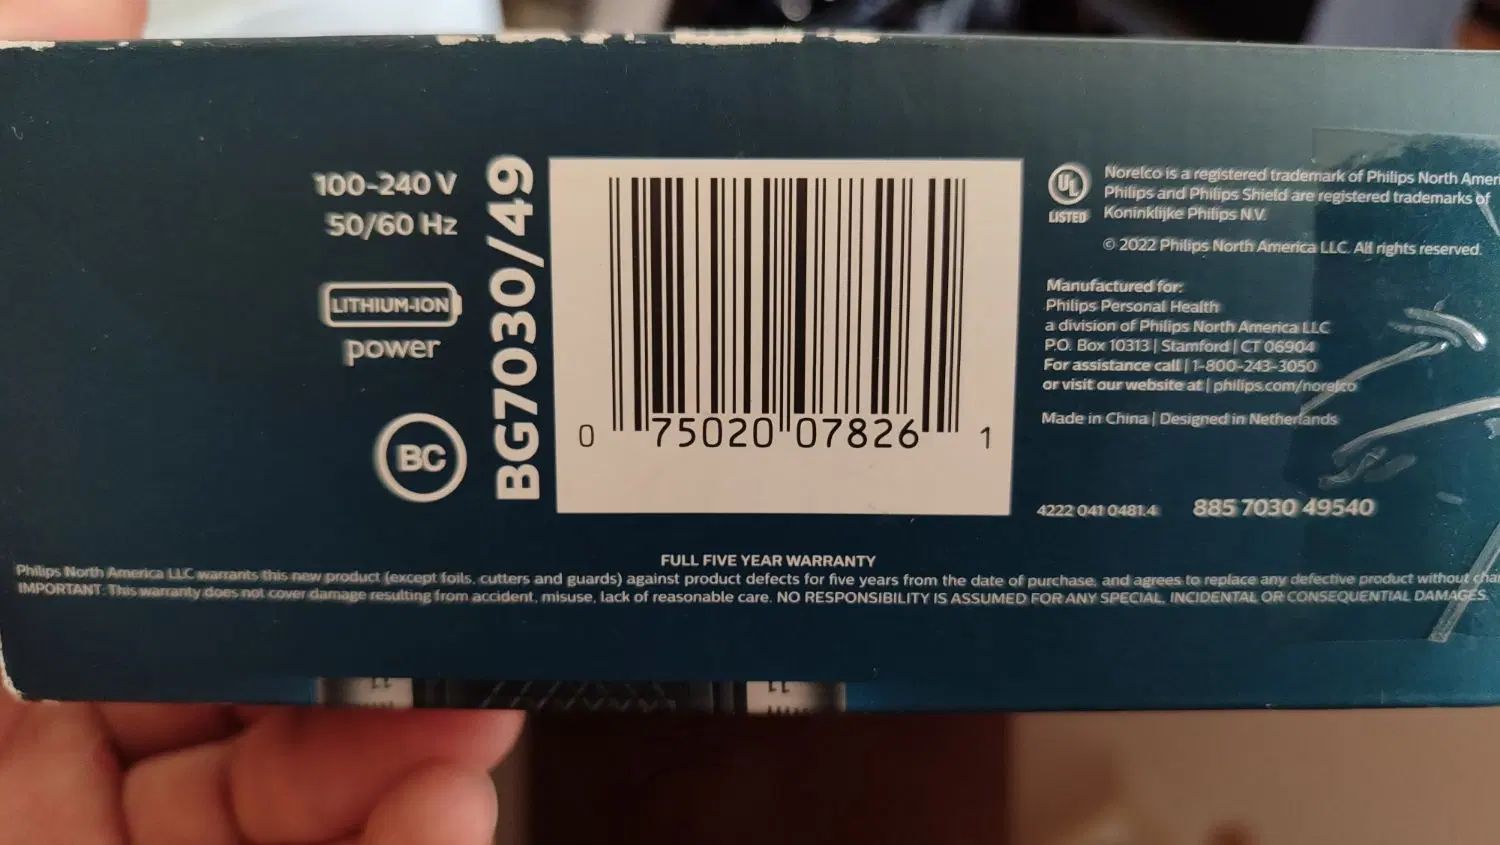 100-240 V
50/60 Hz
LITHIUM-ION
power
BC
BG7030/49
0 75020 07826 1
UL
LISTED
Norelco is a registered trademark of Philips North Ameri
Philips and Philips Shield are registered trademarks of
Koninklijke Philips N.V.
© 2022 Philips North America LLC. All rights reserved.
Manufactured for:
Philips Personal Health
a division of Philips North America LLC
P.O. Box 10313 | Stamford | CT 06904
For assistance call | 1-800-243-3050
or visit our website at | philips.com/norelco
Made in China | Designed in Netherlands
4222 041 0481.4 885 7030 49540
FULL FIVE YEAR WARRANTY
Philips North America LLC warrants this new product (except foils, cutters and guards) against product defects for five years from the date of purchase, and agrees to replace any defective product without char
IMPORTANT: This warranty does not cover damage resulting from accident, misuse, lack of reasonable care. NO RESPONSIBILITY IS ASSUMED FOR ANY SPECIAL, INCIDENTAL OR CONSEQUENTIAL DAMAGES.
11 11